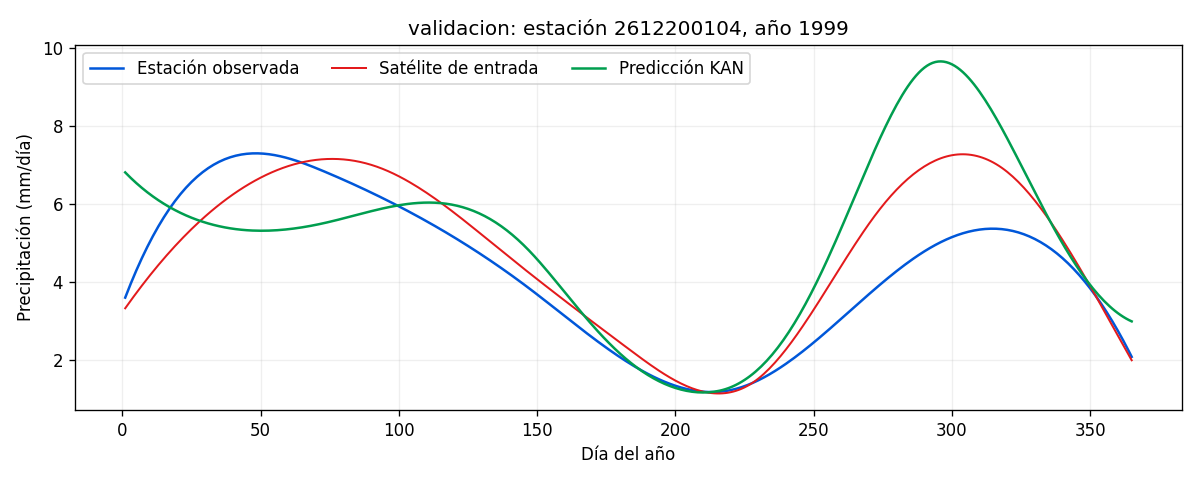 validacion: estación 2612200104, año 1999
Estación observada
Satélite de entrada
Predicción KAN
Precipitación (mm/día)
10
8
6
4
2
0 50 100 150 200 250 300 350
Día del año